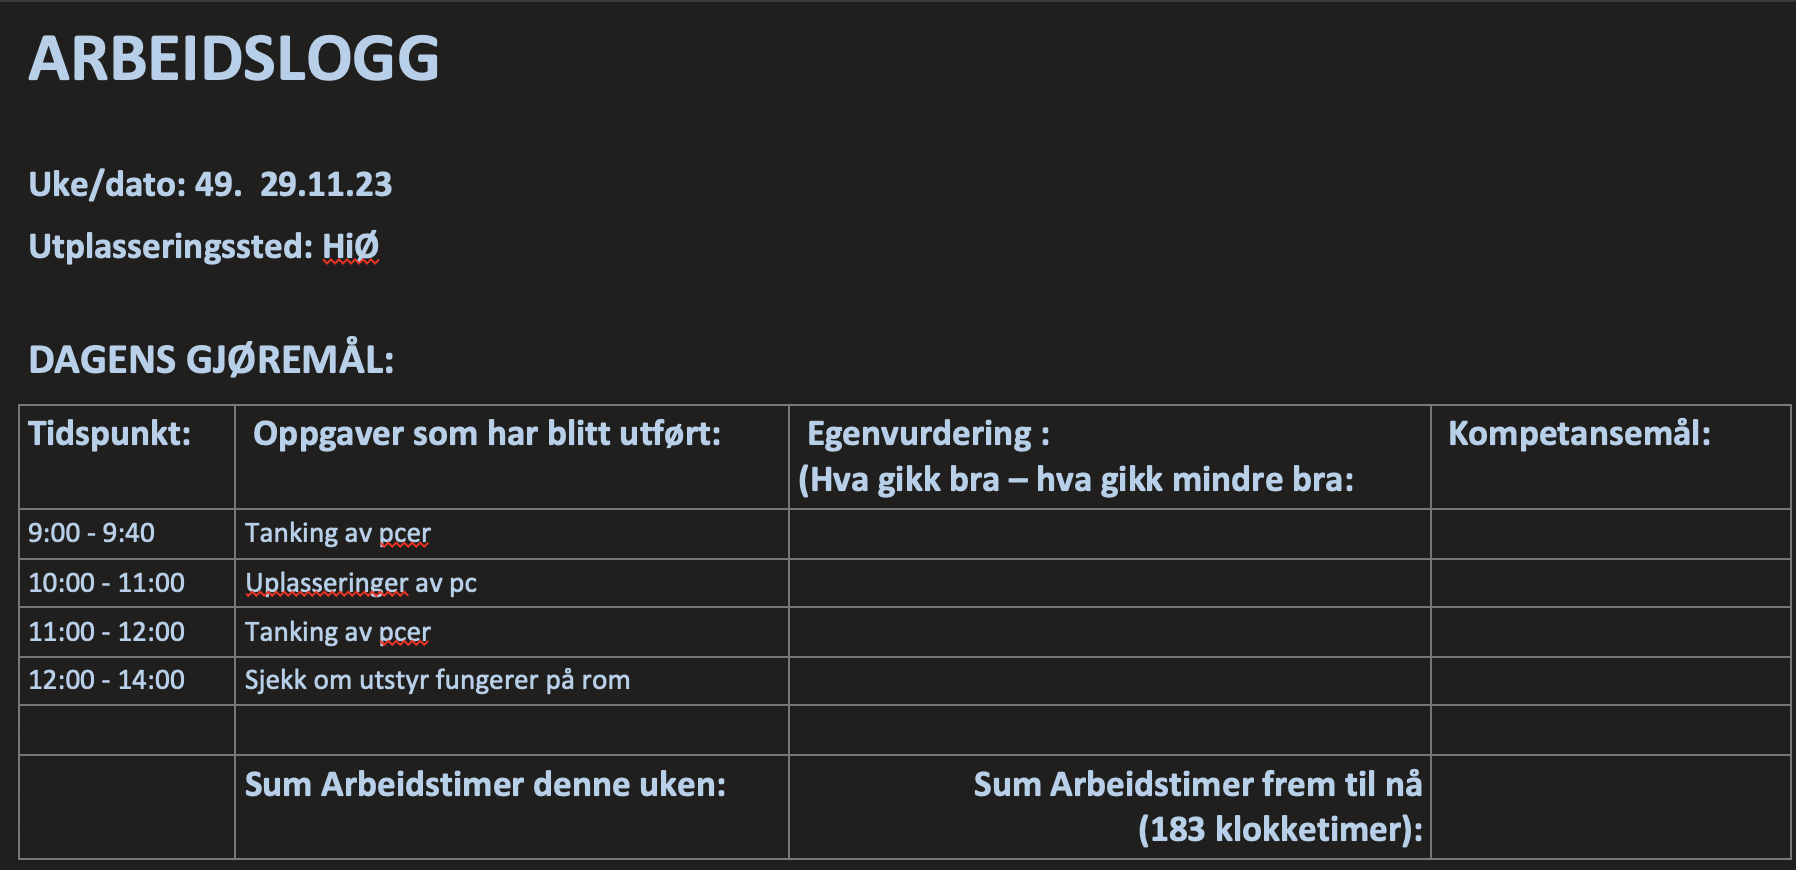 ARBEIDSLOGG
Uke/dato: 49.  29.11.23
Utplasseringssted: HiØ
DAGENS GJØREMÅL:
Tidspunkt: Oppgaver som har blitt utført: Egenvurdering : Kompetansemål:
(Hva gikk bra – hva gikk mindre bra:
9:00 - 9:40 Tanking av pcer
10:00 - 11:00 Uplasseringer av pc
11:00 - 12:00 Tanking av pcer
12:00 - 14:00 Sjekk om utstyr fungerer på rom
Sum Arbeidstimer denne uken: Sum Arbeidstimer frem til nå
(183 klokketimer):